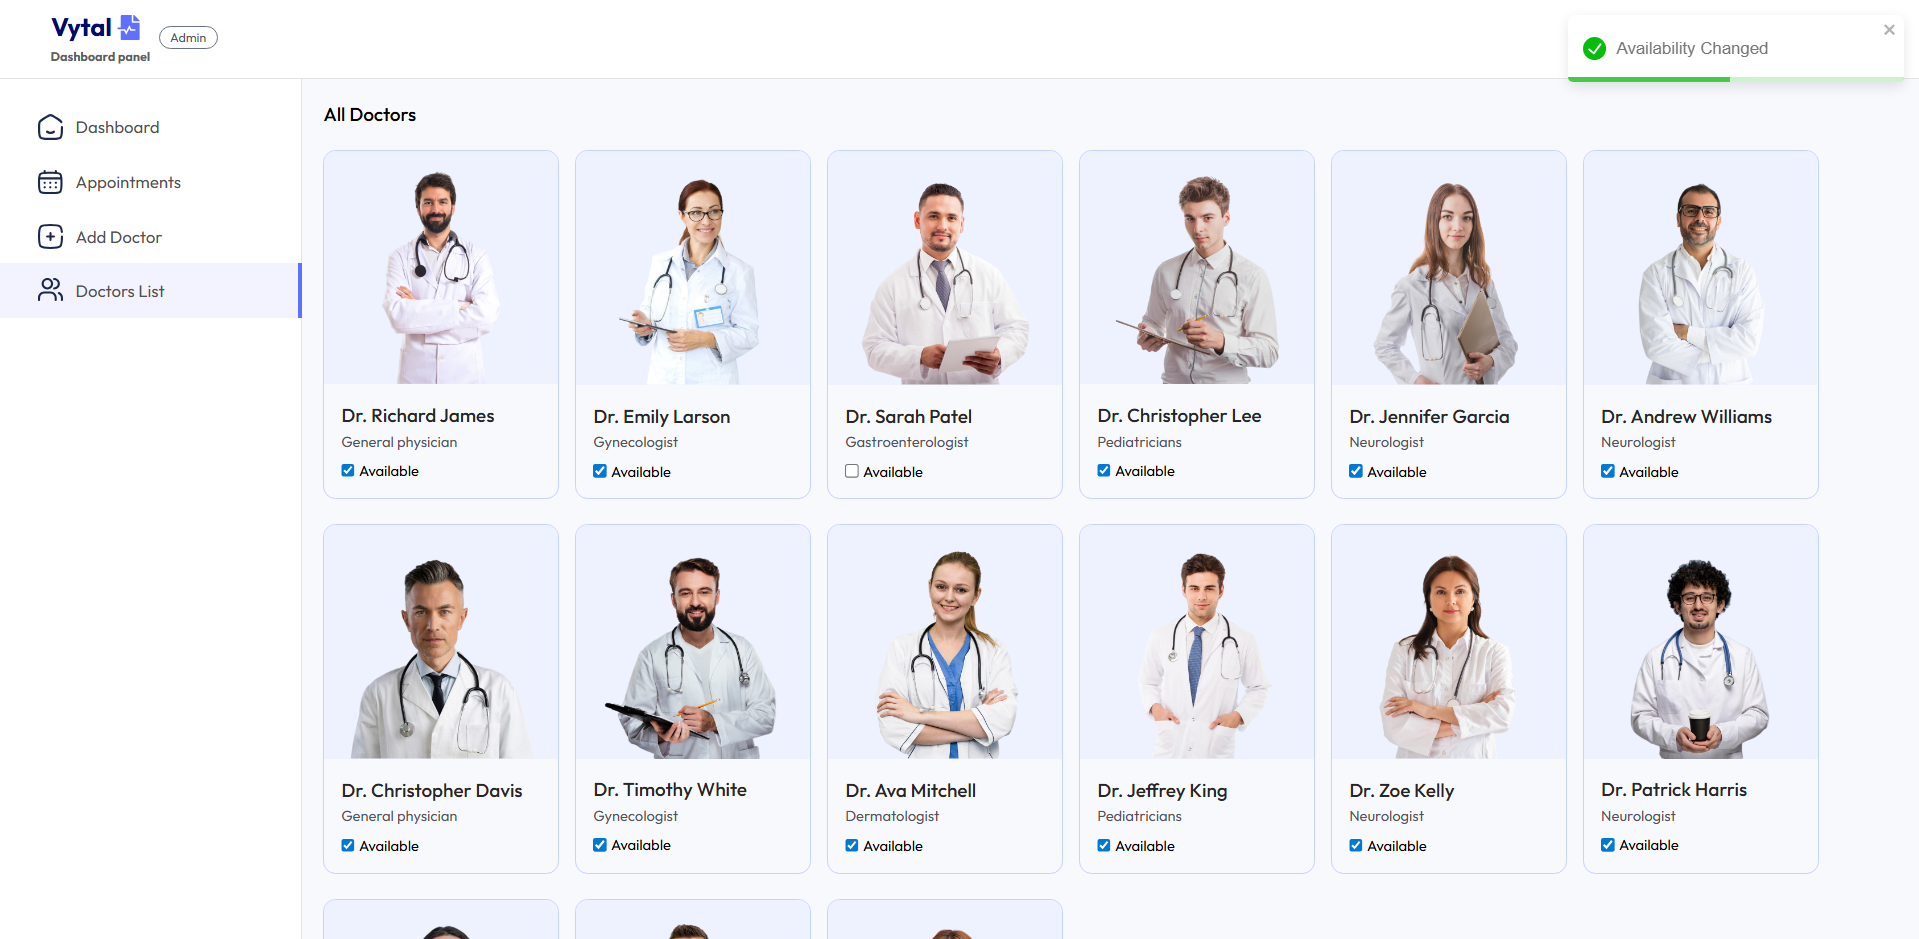 Vytal
Admin
Dashboard panel
Availability Changed
Dashboard
Appointments
Add Doctor
Doctors List
All Doctors
Dr. Richard James
General physician
Available
Dr. Emily Larson
Gynecologist
Available
Dr. Sarah Patel
Gastroenterologist
Available
Dr. Christopher Lee
Pediatricians
Available
Dr. Jennifer Garcia
Neurologist
Available
Dr. Andrew Williams
Neurologist
Available
Dr. Christopher Davis
General physician
Available
Dr. Timothy White
Gynecologist
Available
Dr. Ava Mitchell
Dermatologist
Available
Dr. Jeffrey King
Pediatricians
Available
Dr. Zoe Kelly
Neurologist
Available
Dr. Patrick Harris
Neurologist
Available